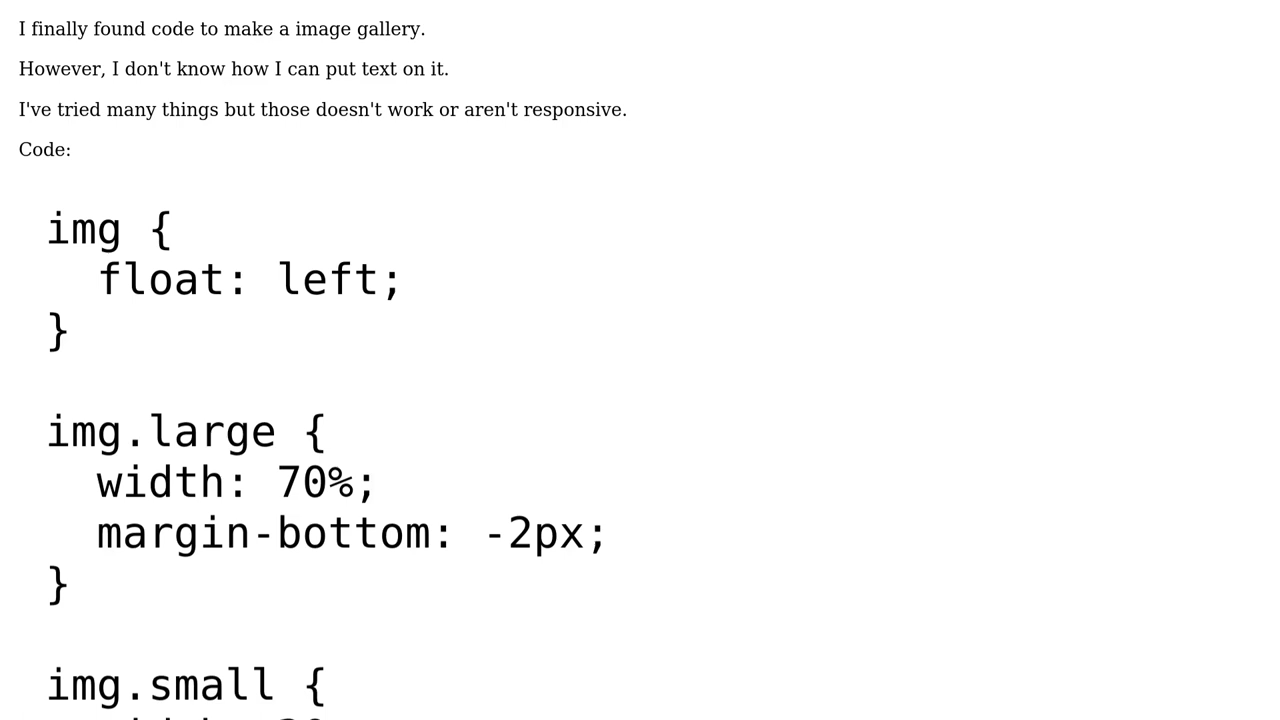 I finally found code to make a image gallery.
However, I don't know how I can put text on it.
I've tried many things but those doesn't work or aren't responsive.
Code:
img {
  float: left;
}
img.large {
  width: 70%;
  margin-bottom: -2px;
}
img.small {